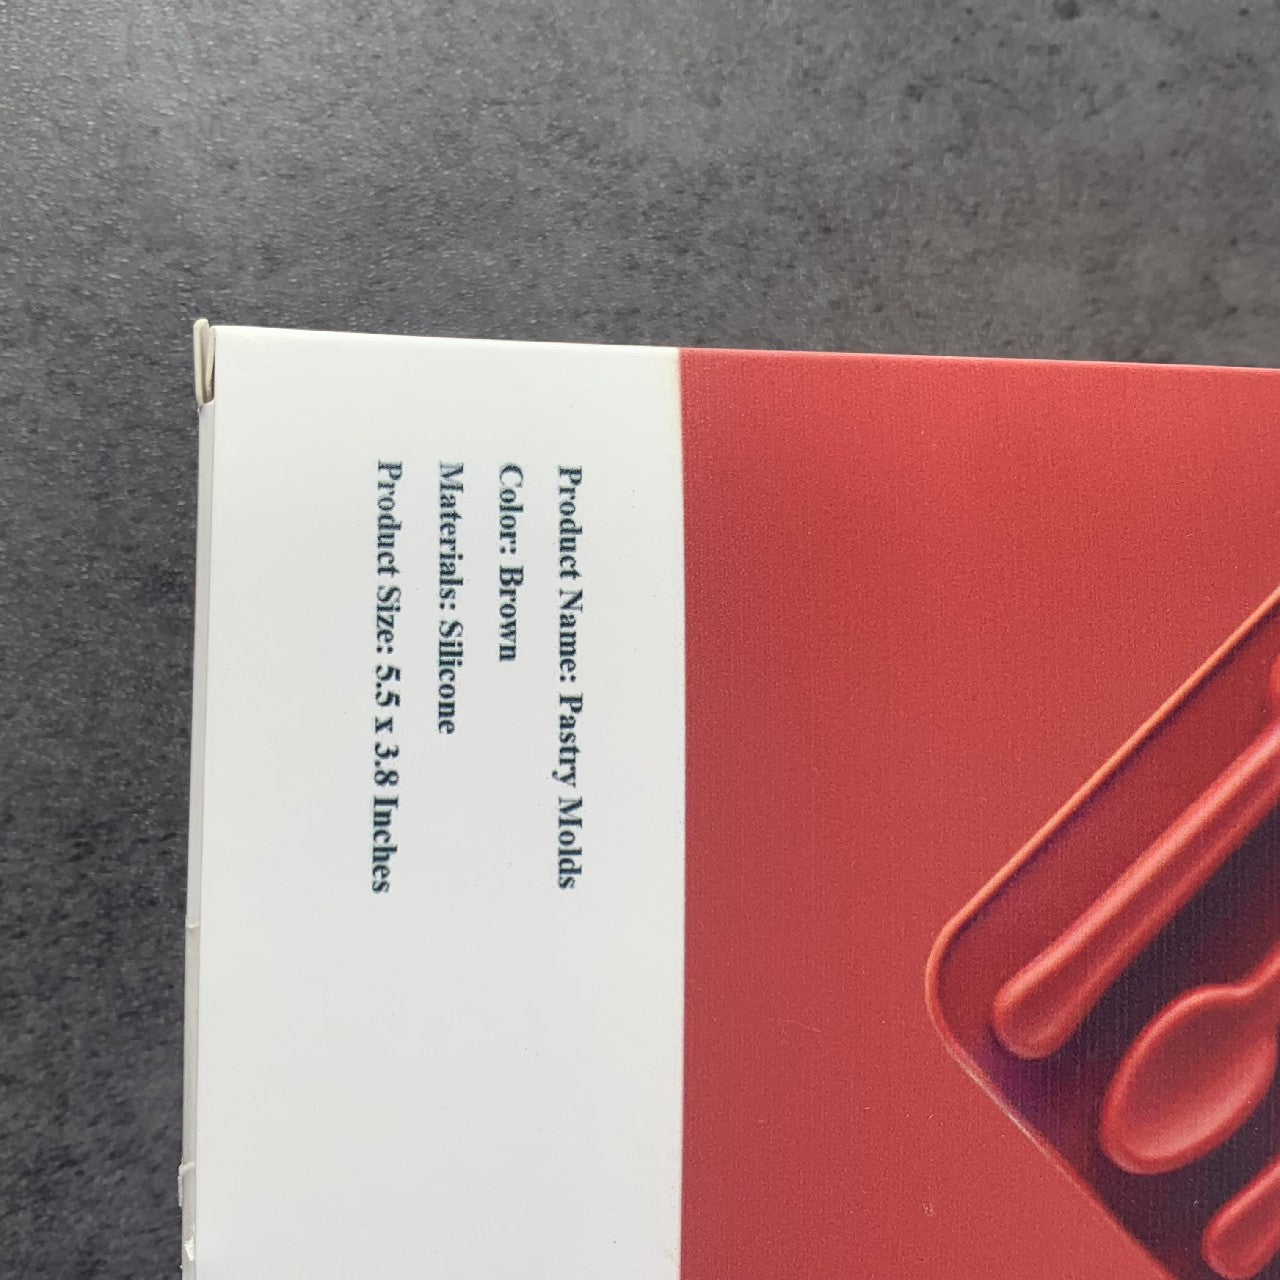 Product Name: Pastry Molds
Color: Brown
Materials: Silicone
Product Size: 5.5 x 3.8 Inches